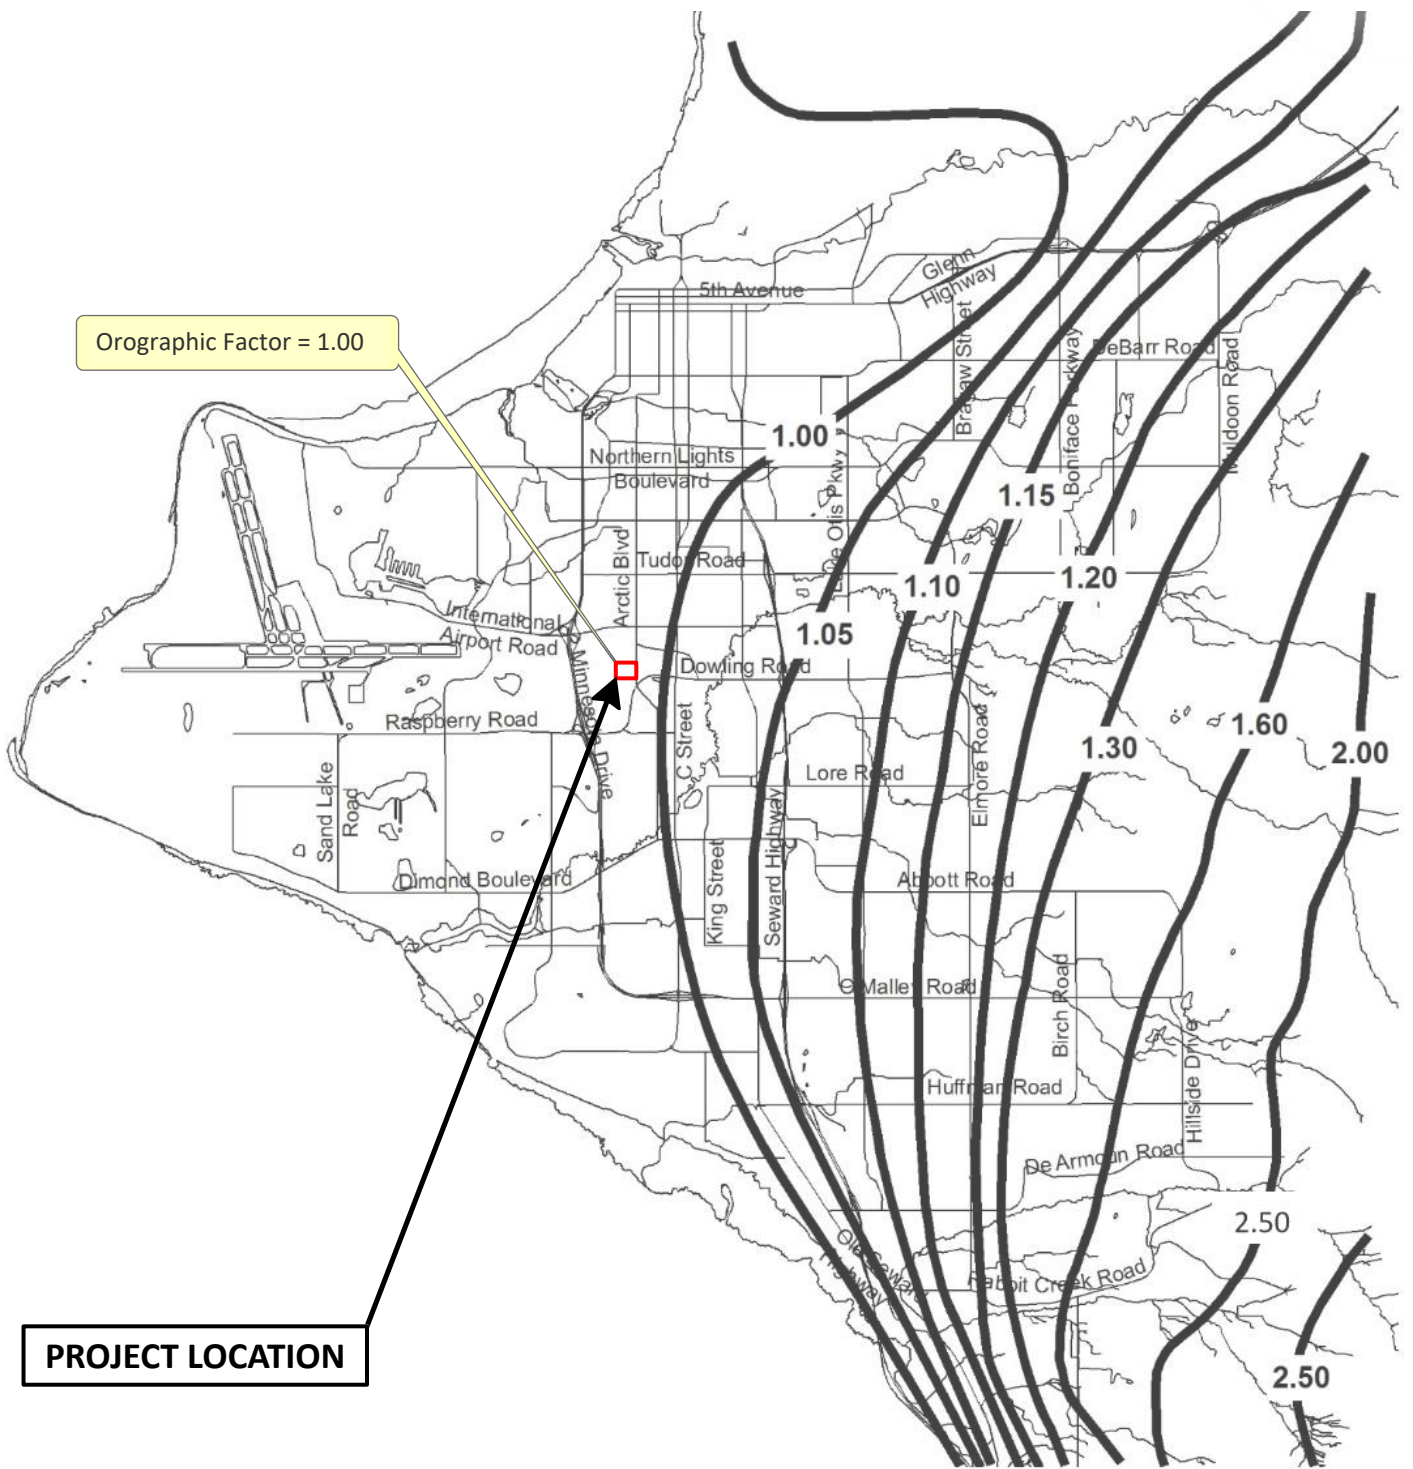 Glenn
Highway
5th Avenue
Orographic Factor = 1.00
DeBarr Road
Bragaw Street
Boniface Parkway
Muldoon Road
1.00
Northern Lights
Boulevard
1.15
Lake Otis Pkwy
Arctic Blvd
Tudor Road
1.10
1.20
International
Airport Road
1.05
Dowling Road
Minnesota Drive
Raspberry Road
C Street
Elmore Road
1.30
1.60
2.00
Lore Road
Sand Lake
Road
Dimond Boulevard
King Street
Seward Highway
Abbott Road
O'Malley Road
Birch Road
Hillside Drive
Huffman Road
De Armoun Road
2.50
Old Seward
Highway
Rabbit Creek Road
PROJECT LOCATION
2.50